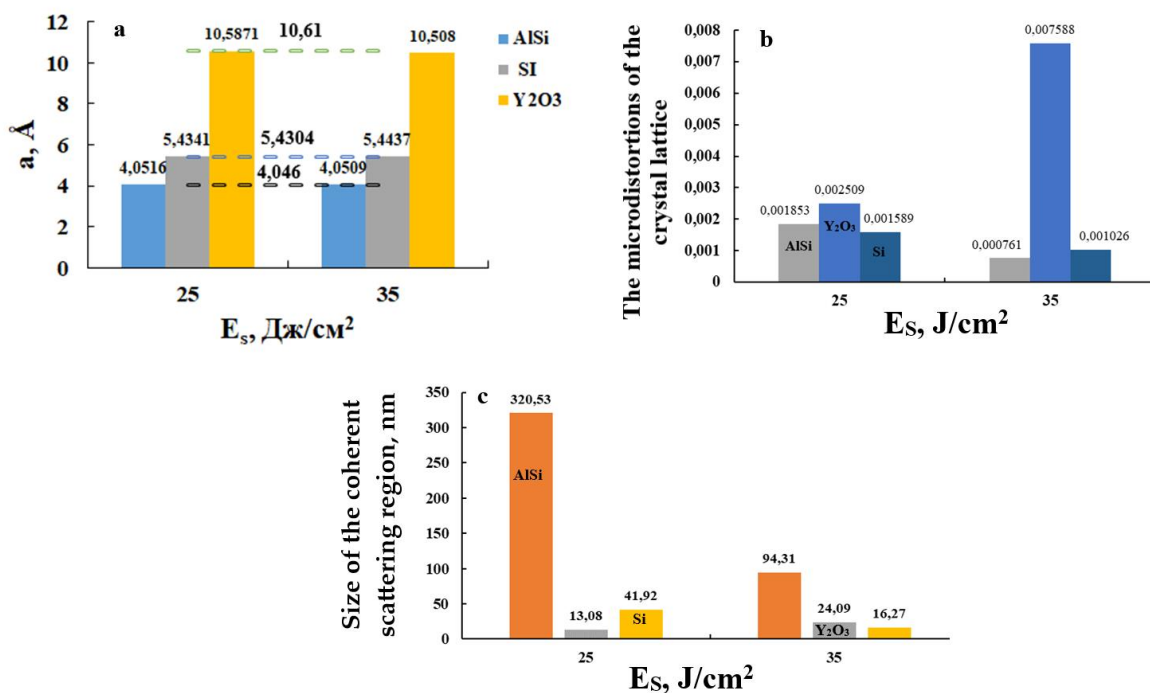 a
12
10
8
6
4
2
0
a, Å
10,5871
10,61
10,508
5,4341
5,4304
5,4437
4,0516
4,046
4,0509
25
35
E_s, Дж/см²
AlSi
SI
Y2O3
b
0,008
0,007
0,006
0,005
0,004
0,003
0,002
0,001
0
The microdistortions of the
crystal lattice
0,007588
0,002509
0,001853
0,001589
0,000761
0,001026
AlSi
Y₂O₃
Si
25
35
E_S, J/cm²
c
350
300
250
200
150
100
50
0
Size of the coherent
scattering region, nm
320,53
AlSi
13,08
41,92
Si
94,31
24,09
Y₂O₃
16,27
25
35
E_S, J/cm²